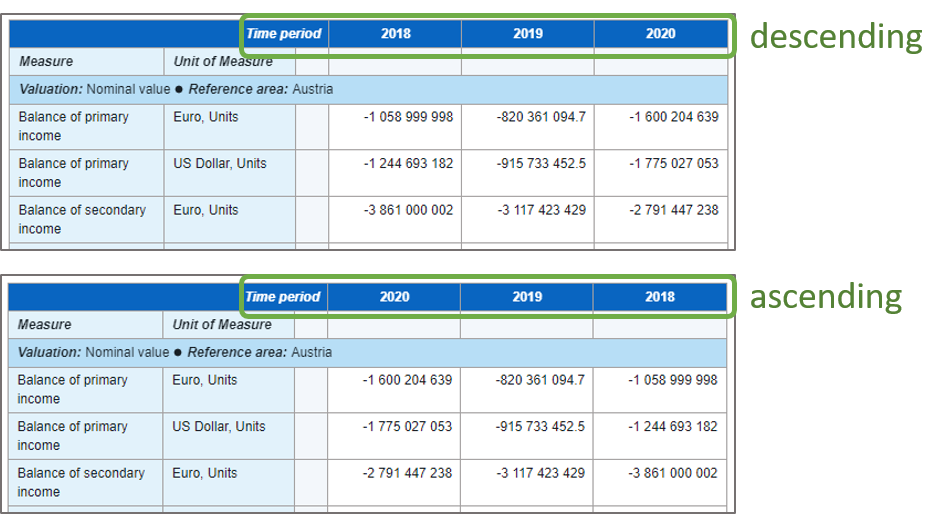 Time period 2018 2019 2020 descending
Measure Unit of Measure
Valuation: Nominal value ● Reference area: Austria
Balance of primary income Euro, Units -1 058 999 998 -820 361 094.7 -1 600 204 639
Balance of primary income US Dollar, Units -1 244 693 182 -915 733 452.5 -1 775 027 053
Balance of secondary income Euro, Units -3 861 000 002 -3 117 423 429 -2 791 447 238
Time period 2020 2019 2018 ascending
Measure Unit of Measure
Valuation: Nominal value ● Reference area: Austria
Balance of primary income Euro, Units -1 600 204 639 -820 361 094.7 -1 058 999 998
Balance of primary income US Dollar, Units -1 775 027 053 -915 733 452.5 -1 244 693 182
Balance of secondary income Euro, Units -2 791 447 238 -3 117 423 429 -3 861 000 002